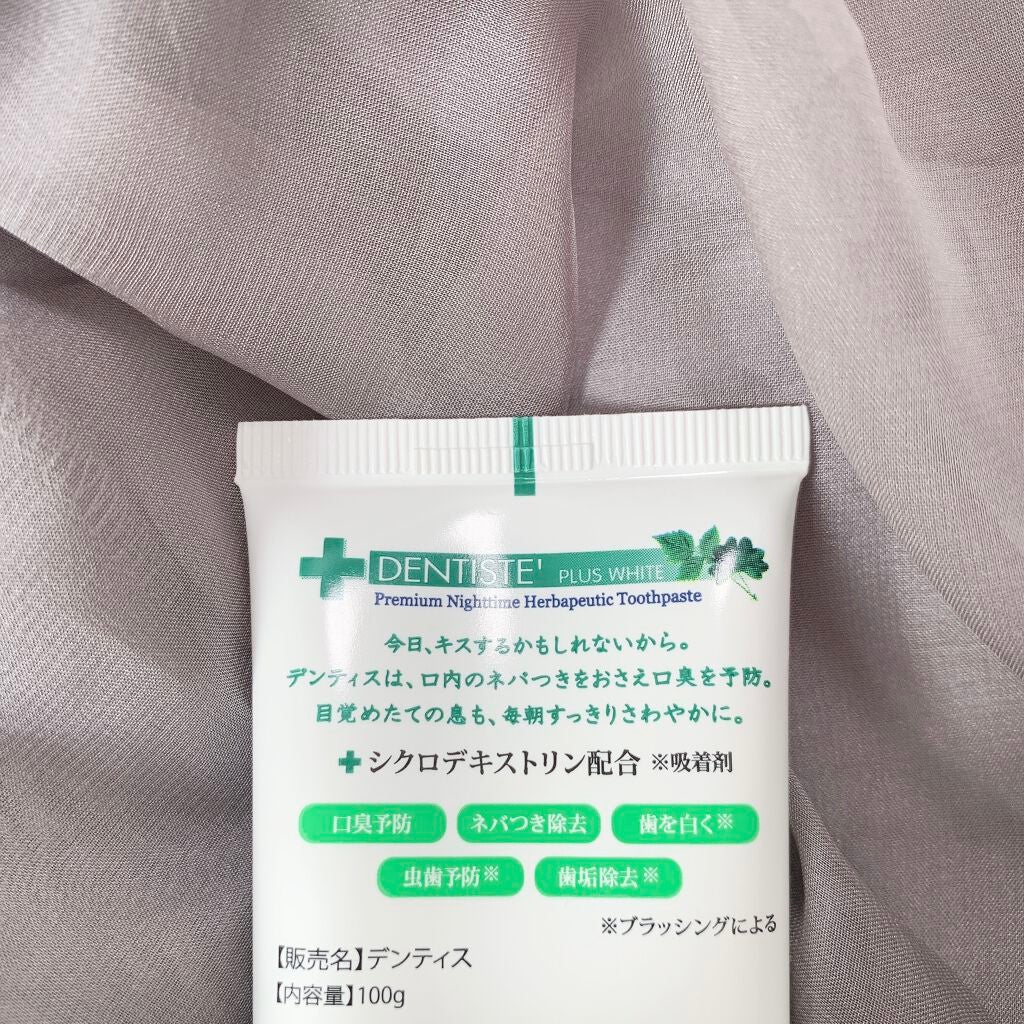 DENTISTE' PLUS WHITE
Premium Nighttime Herbapeutic Toothpaste
今日、キスするかもしれないから。
デンティスは、口内のネバつきをおさえ口臭を予防。
目覚めたての息も、毎朝すっきりさわやかに。
シクロデキストリン配合 ※吸着剤
口臭予防 ネバつき除去 歯を白く※
虫歯予防※ 歯垢除去※
※ブラッシングによる
【販売名】デンティス
【内容量】100g